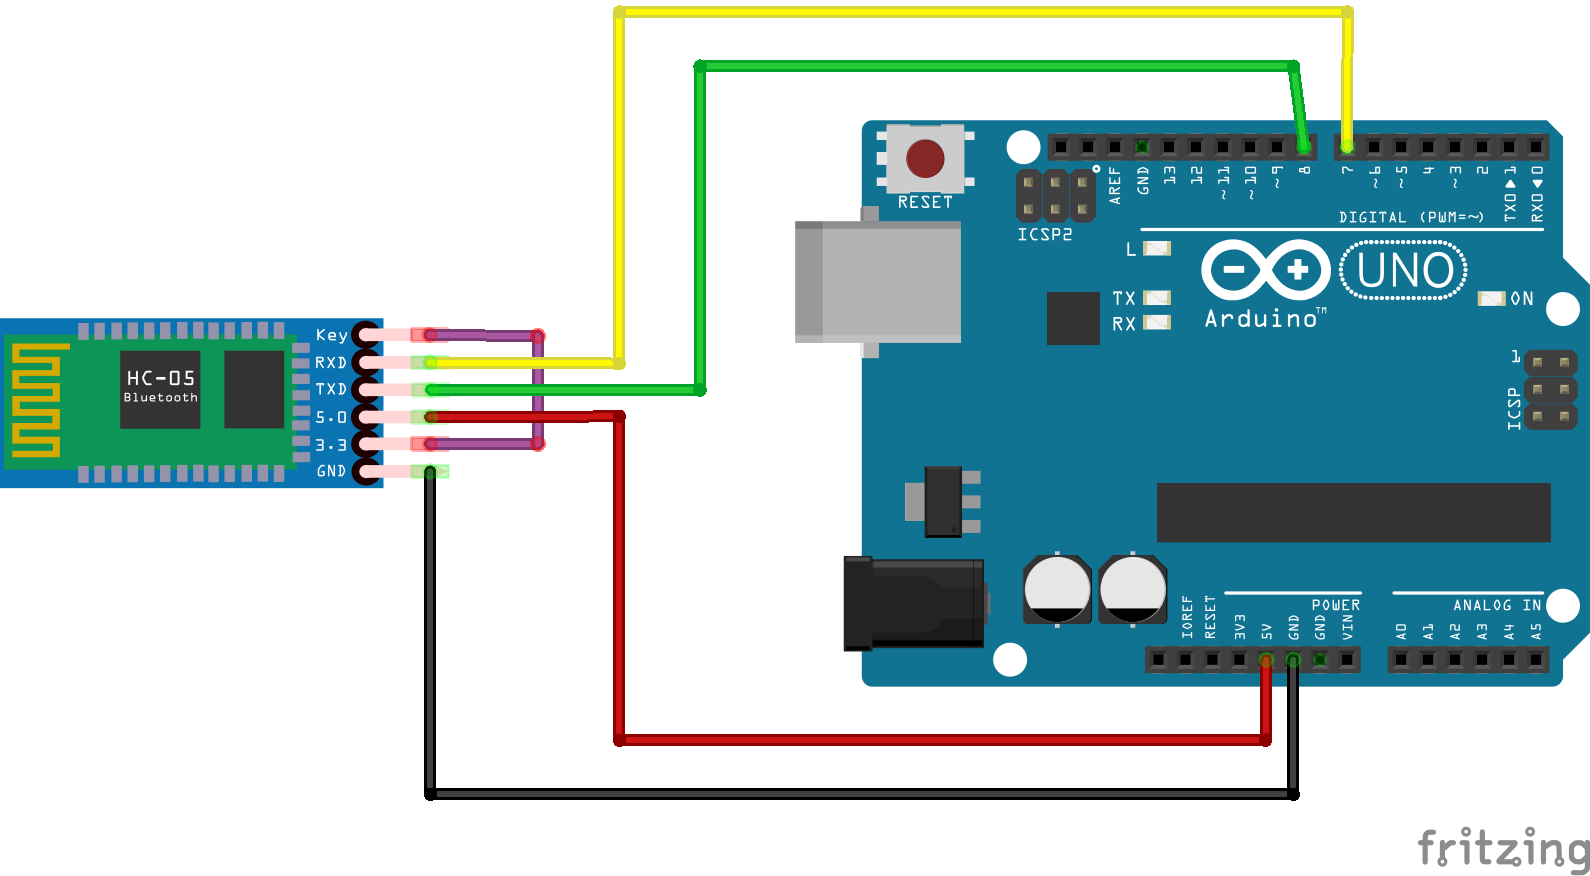 Key
RXD
TXD
5.0
3.3
GND
HC-05
Bluetooth
RESET
ICSP2
AREF
GND
13
12
~11
~10
~9
8
7
~6
~5
4
~3
2
TX0▶1
RX0◀0
DIGITAL (PWM=~)
L
TX
RX
UNO
Arduino™
ON
1
ICSP
IOREF
RESET
3V3
5V
GND
GND
VIN
POWER
ANALOG IN
A0
A1
A2
A3
A4
A5
fritzing